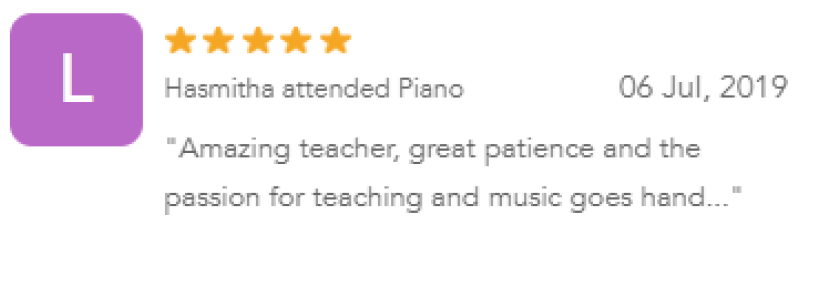 L
Hasmitha attended Piano 06 Jul, 2019
"Amazing teacher, great patience and the
passion for teaching and music goes hand..."